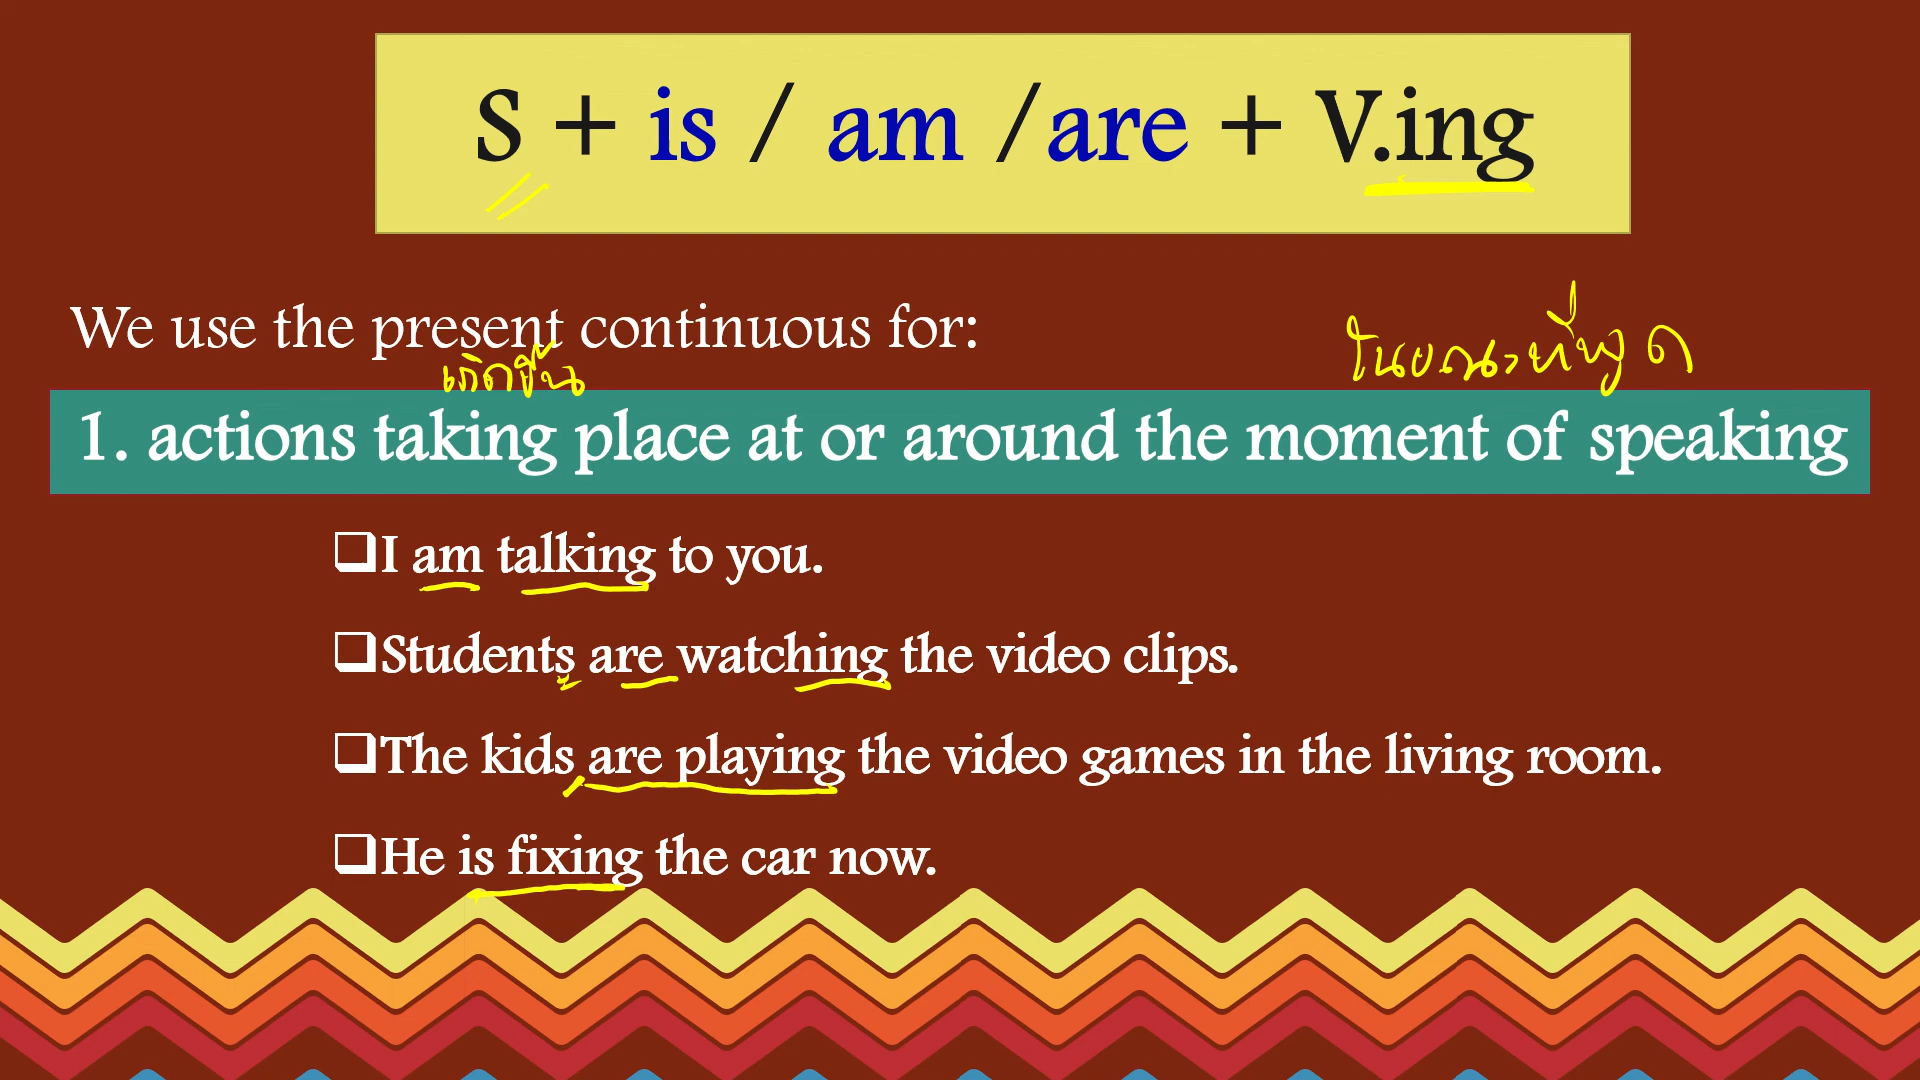 S + is / am /are + V.ing
We use the present continuous for:
ในขณะที่พูด
เกิดขึ้น
1. actions taking place at or around the moment of speaking
❑I am talking to you.
❑Students are watching the video clips.
❑The kids are playing the video games in the living room.
❑He is fixing the car now.